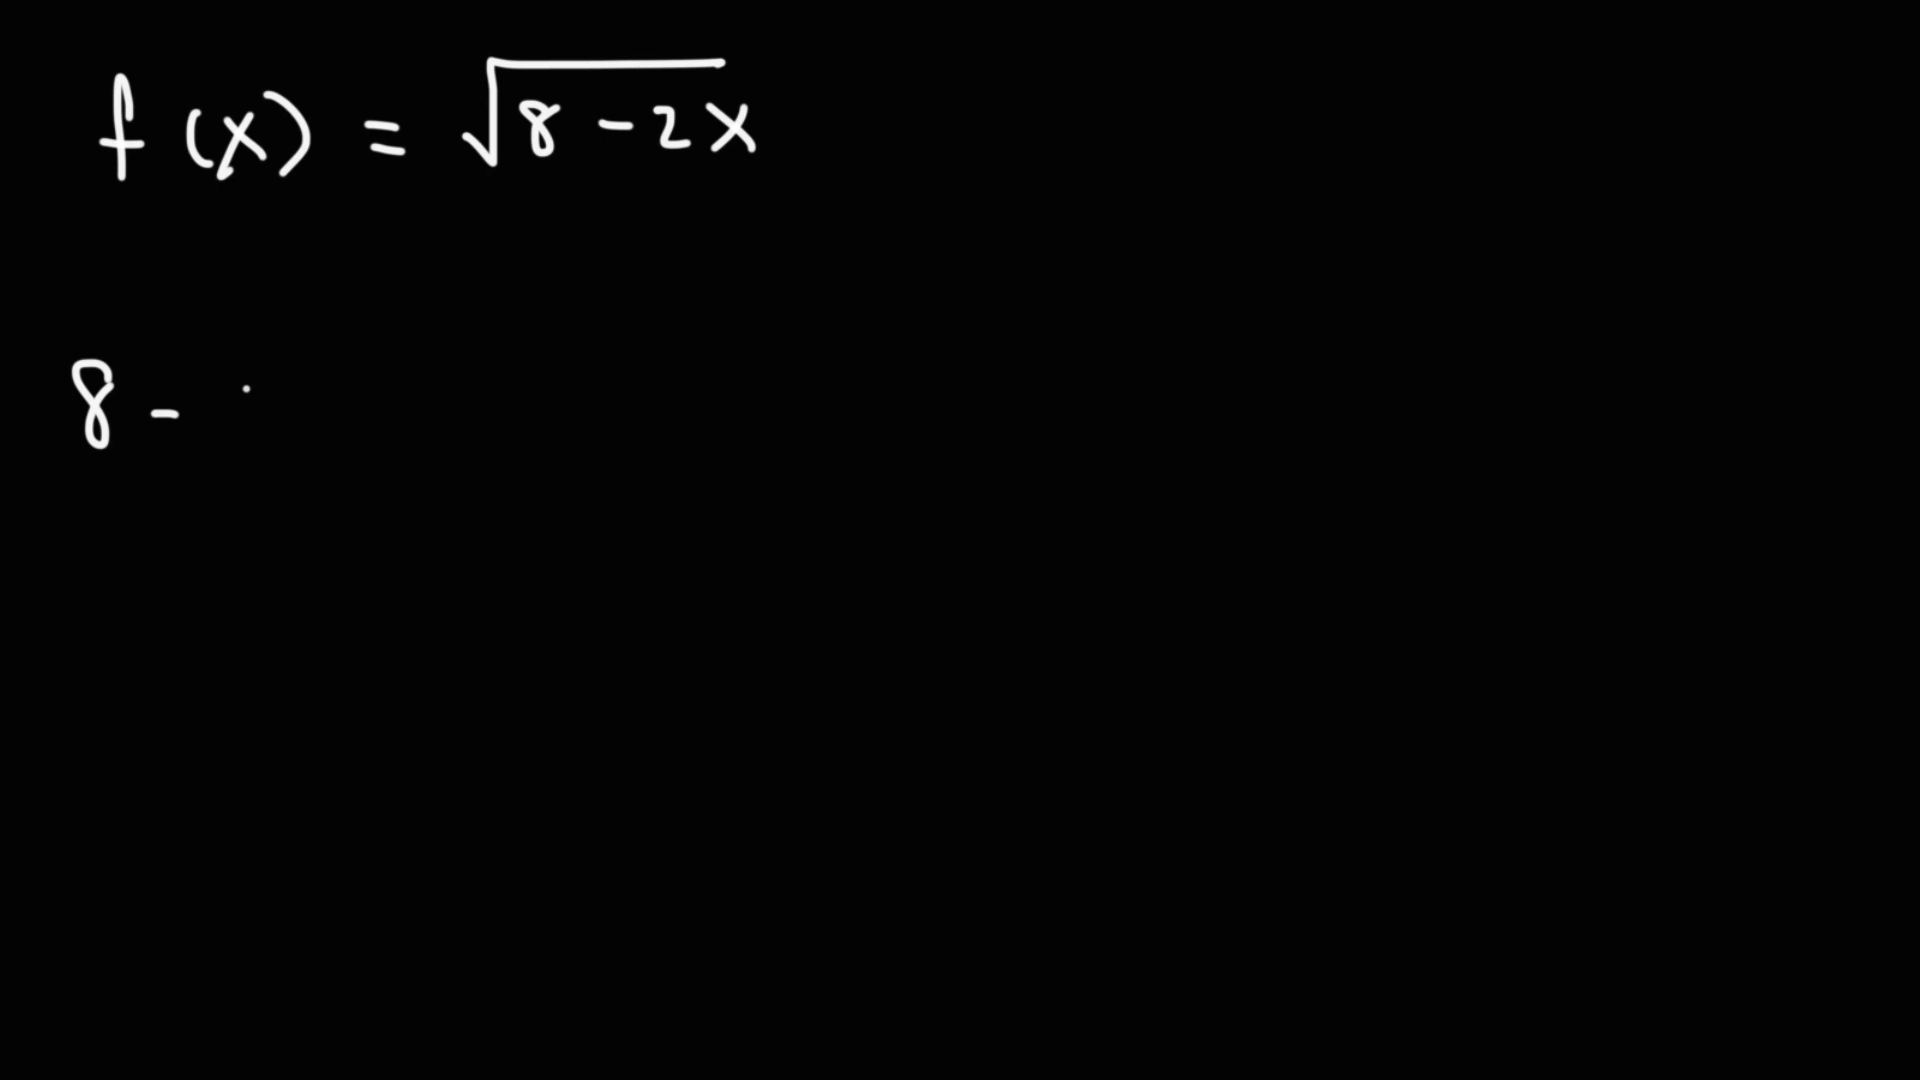 f(x) = √8 - 2x
8 -